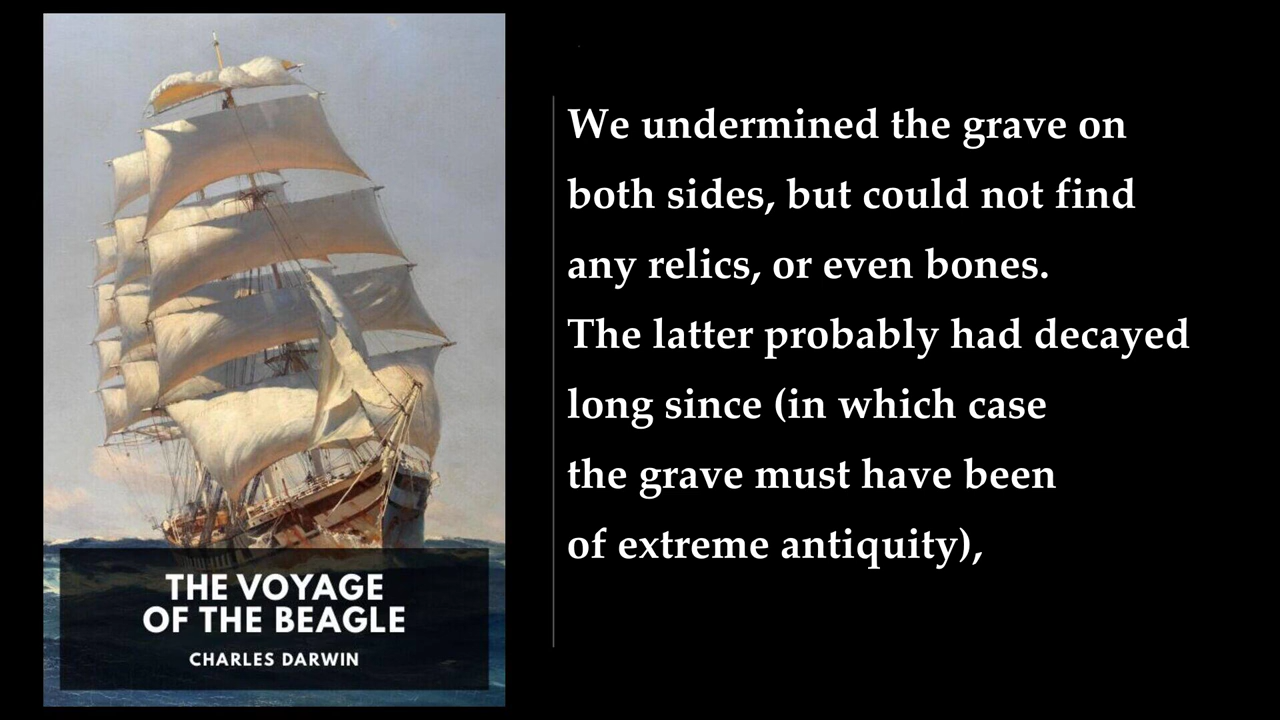 THE VOYAGE
OF THE BEAGLE
CHARLES DARWIN
We undermined the grave on
both sides, but could not find
any relics, or even bones.
The latter probably had decayed
long since (in which case
the grave must have been
of extreme antiquity),